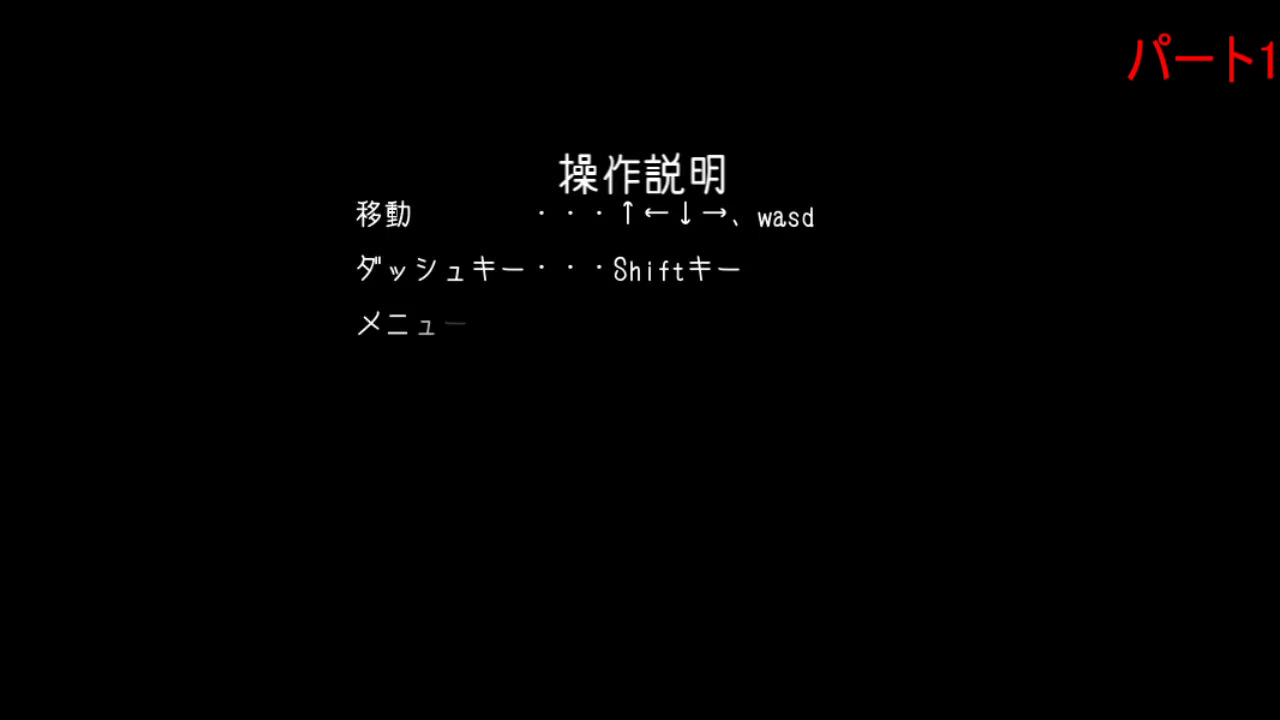 パート1
操作説明
移動 ・・・↑←↓→、wasd
ダッシュキー・・・Shiftキー
メニュー